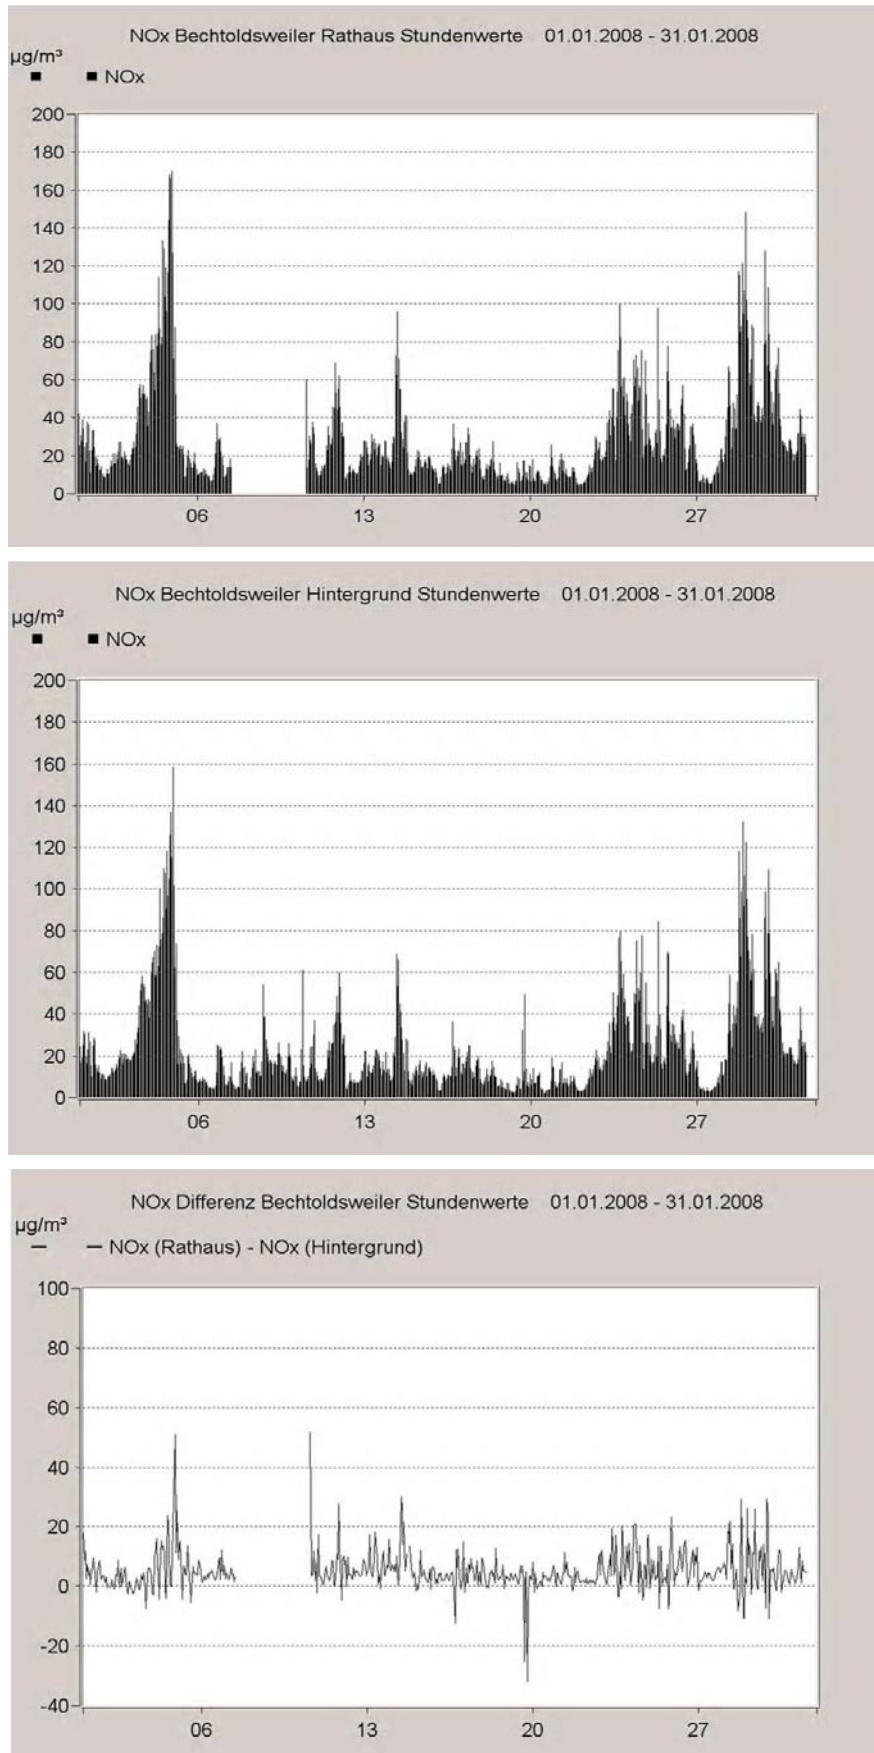 NOx Bechtoldsweiler Rathaus Stundenwerte 01.01.2008 - 31.01.2008
µg/m³
NOx
200
180
160
140
120
100
80
60
40
20
0
06 13 20 27
NOx Bechtoldsweiler Hintergrund Stundenwerte 01.01.2008 - 31.01.2008
µg/m³
NOx
200
180
160
140
120
100
80
60
40
20
0
06 13 20 27
NOx Differenz Bechtoldsweiler Stundenwerte 01.01.2008 - 31.01.2008
µg/m³
NOx (Rathaus) - NOx (Hintergrund)
100
80
60
40
20
0
-20
-40
06 13 20 27